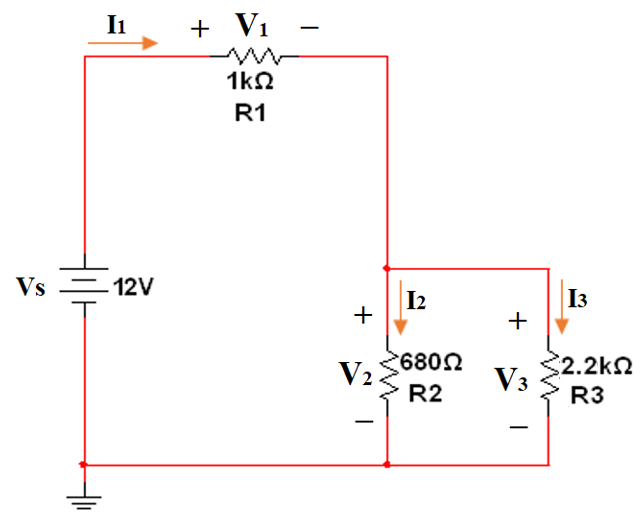 I1
+ V1 −
1kΩ
R1
Vs
12V
I2
I3
+
+
680Ω
V2
R2
2.2kΩ
V3
R3
−
−